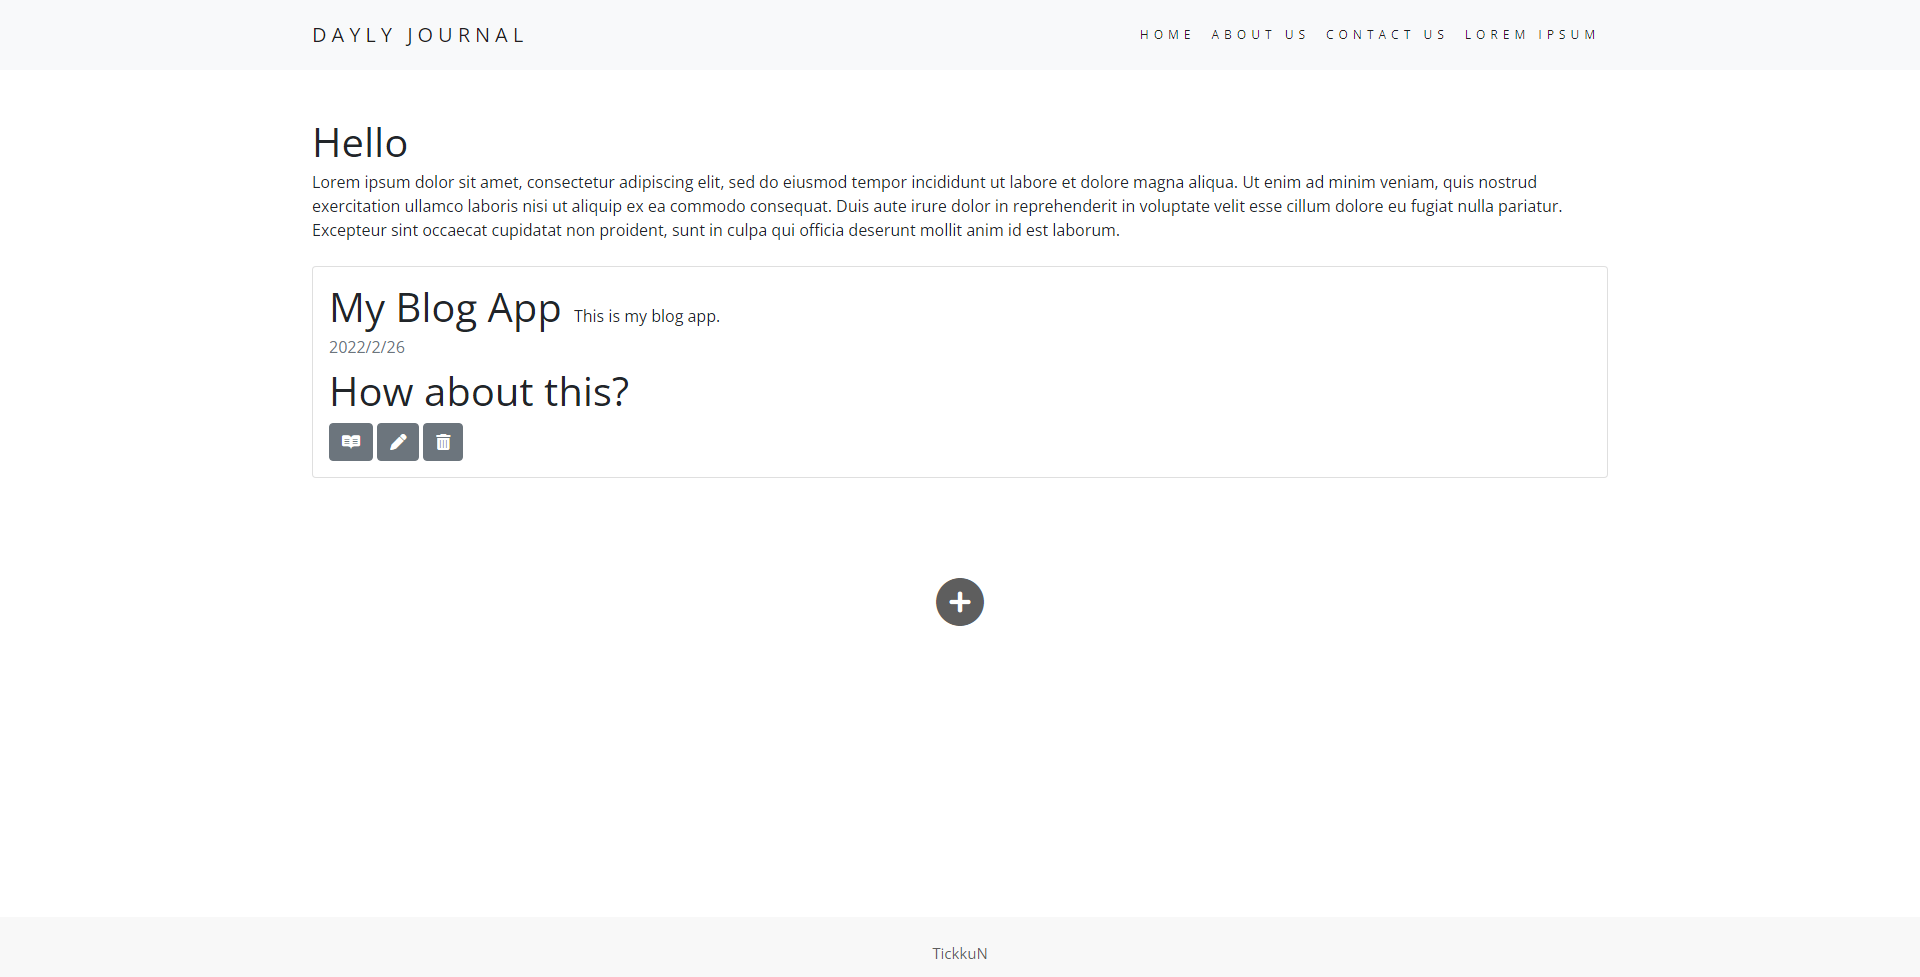 DAYLY JOURNAL
HOME ABOUT US CONTACT US LOREM IPSUM
Hello
Lorem ipsum dolor sit amet, consectetur adipiscing elit, sed do eiusmod tempor incididunt ut labore et dolore magna aliqua. Ut enim ad minim veniam, quis nostrud
exercitation ullamco laboris nisi ut aliquip ex ea commodo consequat. Duis aute irure dolor in reprehenderit in voluptate velit esse cillum dolore eu fugiat nulla pariatur.
Excepteur sint occaecat cupidatat non proident, sunt in culpa qui officia deserunt mollit anim id est laborum.
My Blog App This is my blog app.
2022/2/26
How about this?
TickkuN